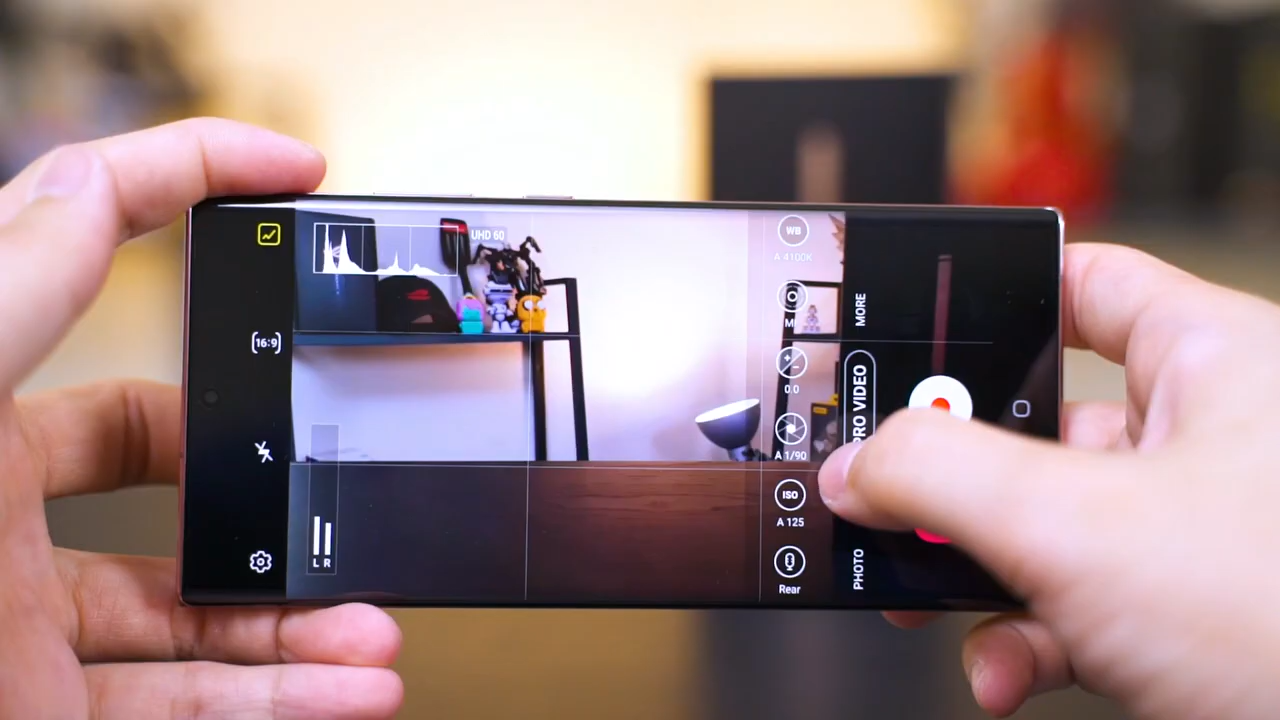 [16:9]
UHD 60
L R
WB
A 4100K
M
0.0
A 1/90
ISO
A 125
Rear
MORE
PRO VIDEO
PHOTO